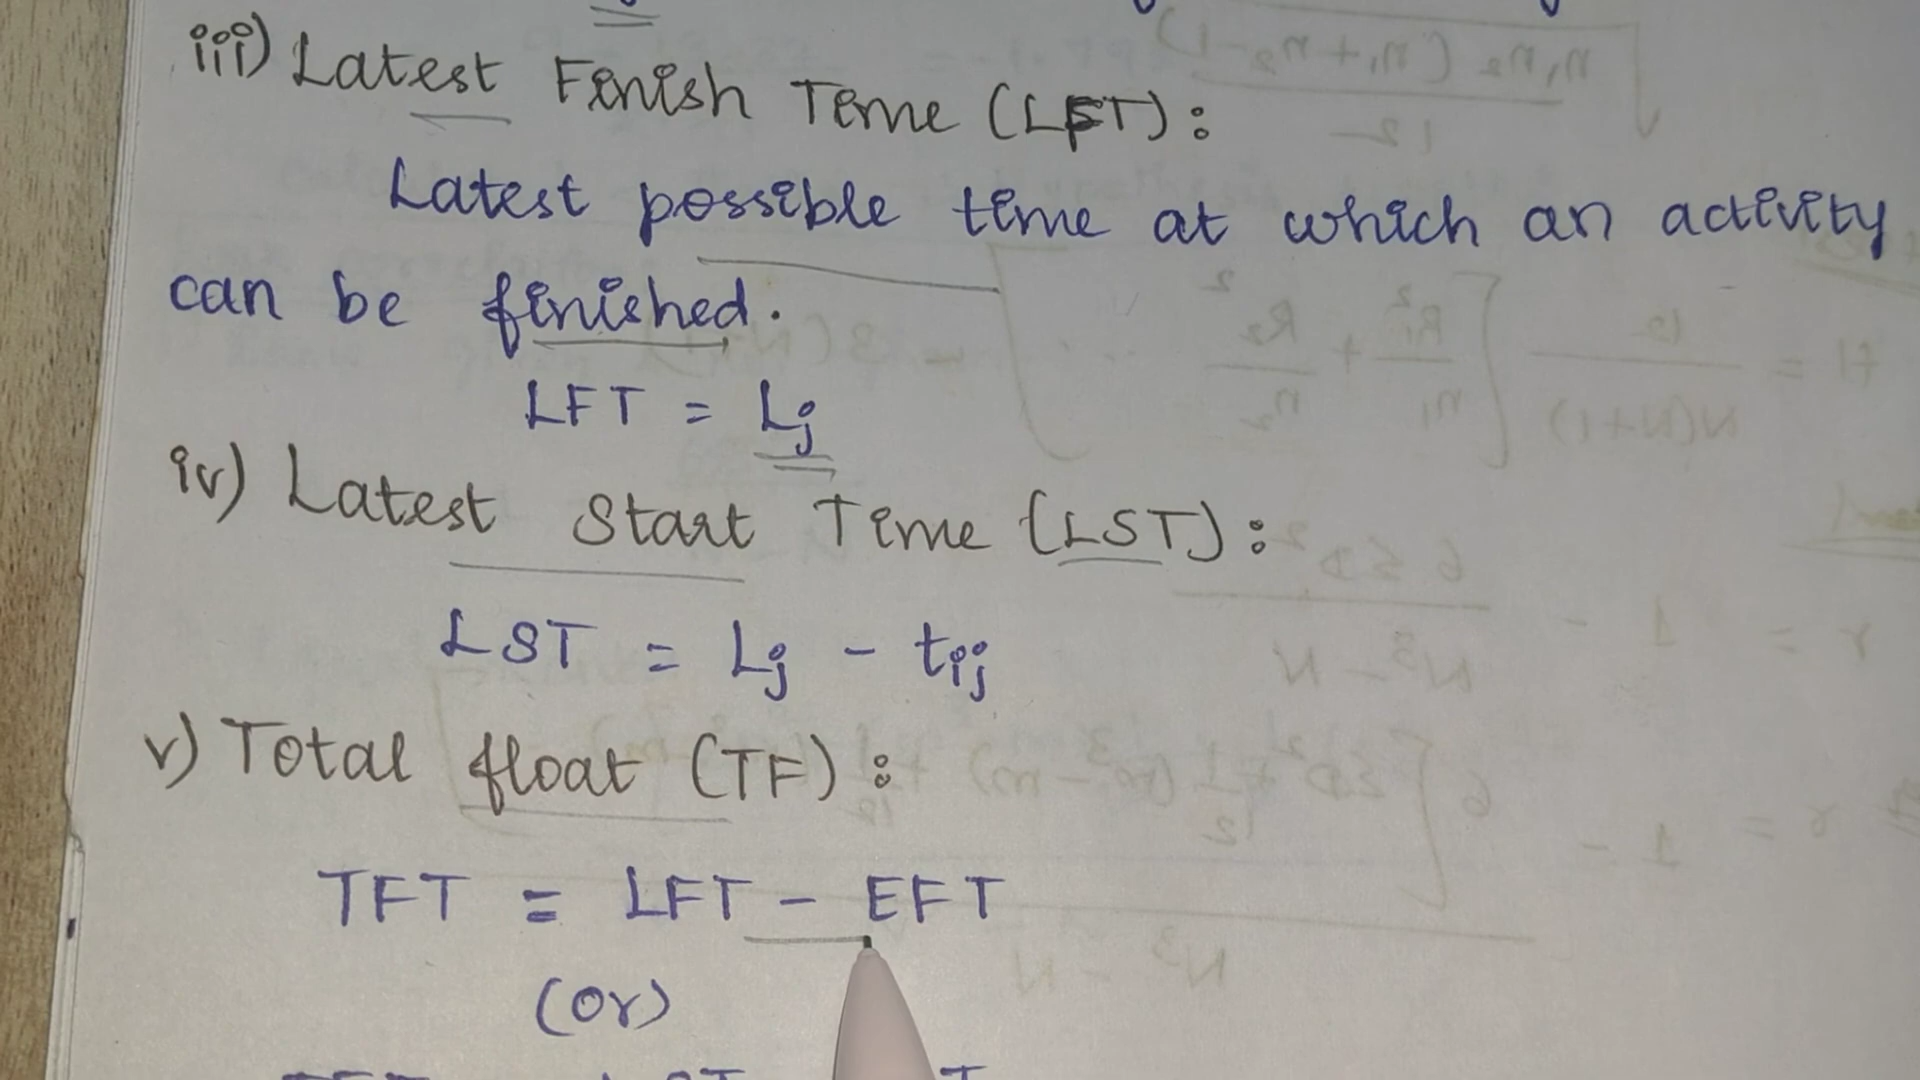 iii) Latest Finish Time (LFT):
Latest possible time at which an activity
can be finished.
LFT = Lj
iv) Latest Start Time (LST):
LST = Lj - tij
v) Total float (TF):
TFT = LFT - EFT
(or)